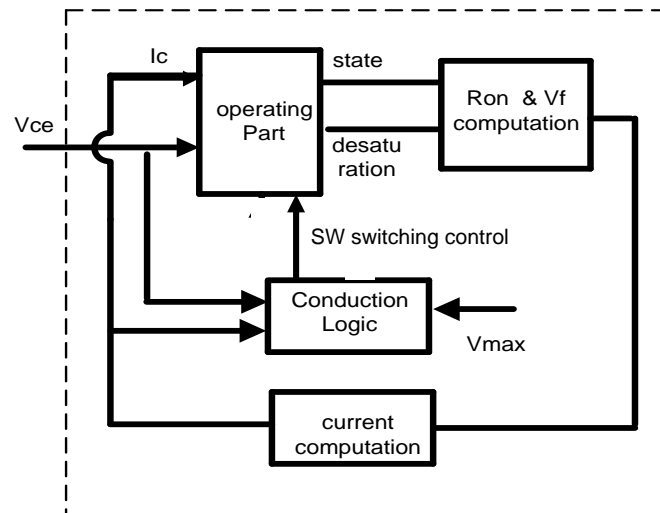 Ic
state
Vce
operating
Part
Ron & Vf
computation
desatu
ration
SW switching control
Conduction
Logic
Vmax
current
computation